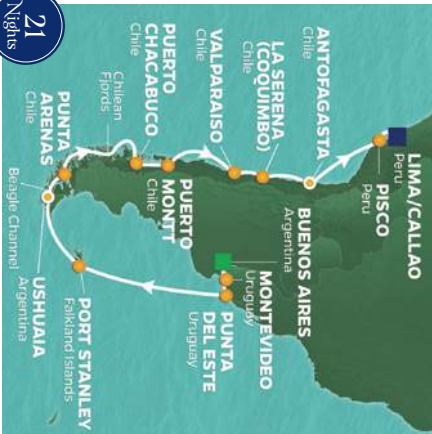 21
Nights
LIMA/CALLAO
Peru
PISCO
Peru
ANTOFAGASTA
Chile
LA SERENA
(COQUIMBO)
Chile
VALPARAISO
Chile
PUERTO
CHACABUCO
Chile
Chilean
Fjords
PUNTA
ARENAS
Chile
PUERTO
MONTT
Chile
BUENOS AIRES
Argentina
MONTEVIDEO
Uruguay
PUNTA
DEL ESTE
Uruguay
PORT STANLEY
Falkland Islands
USHUAIA
Argentina
Beagle Channel